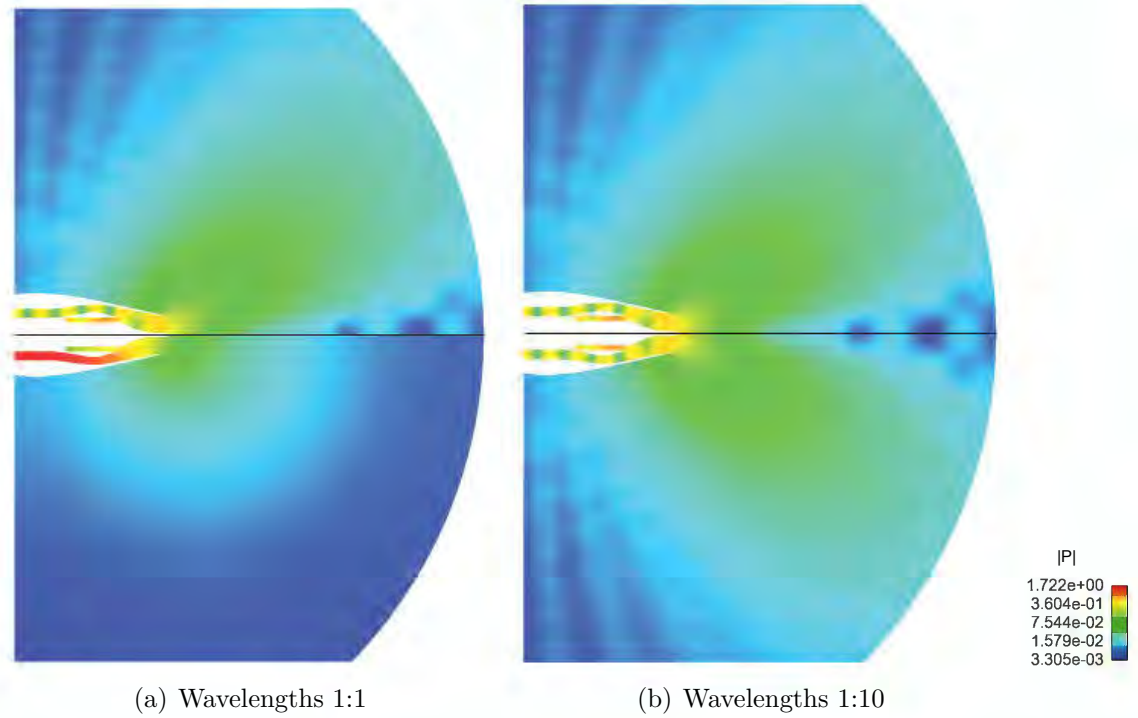 |P|
1.722e+00
3.604e-01
7.544e-02
1.579e-02
3.305e-03
(a) Wavelengths 1:1
(b) Wavelengths 1:10